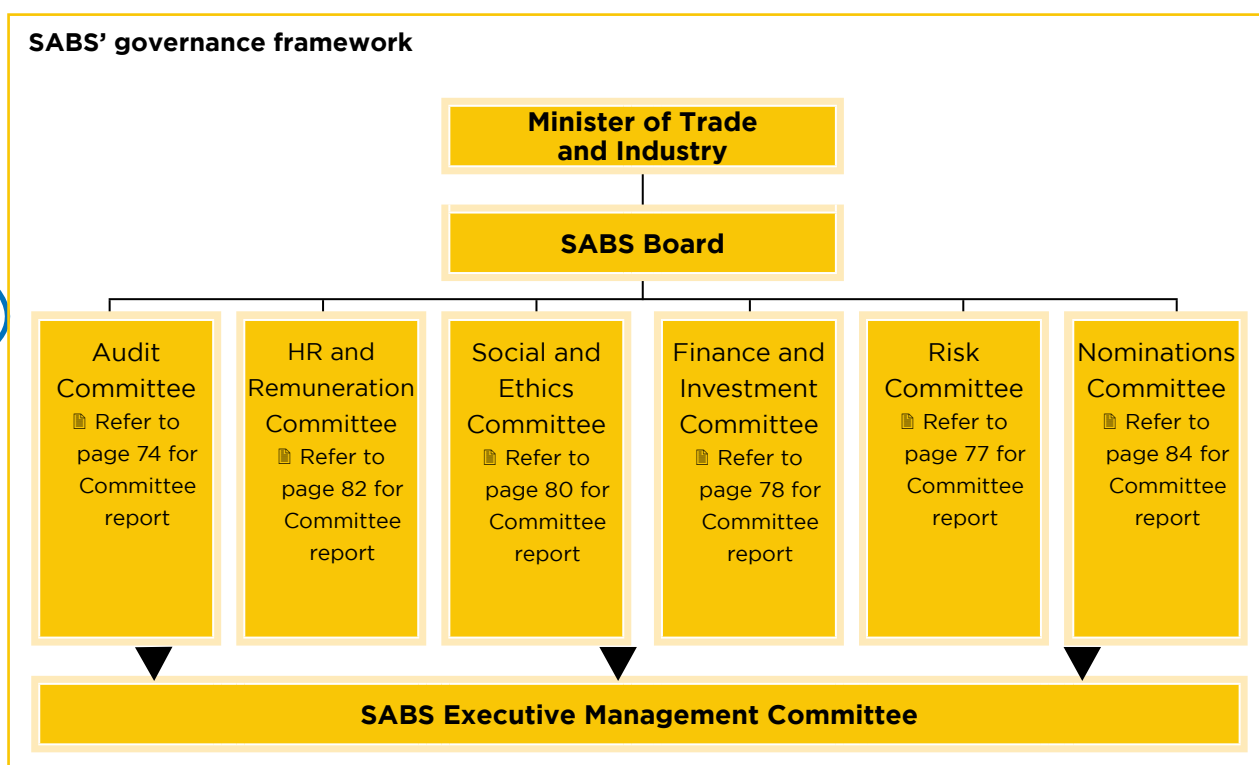 SABS’ governance framework
Minister of Trade
and Industry
SABS Board
Audit
Committee
Refer to
page 74 for
Committee
report
HR and
Remuneration
Committee
Refer to
page 82 for
Committee
report
Social and
Ethics
Committee
Refer to
page 80 for
Committee
report
Finance and
Investment
Committee
Refer to
page 78 for
Committee
report
Risk
Committee
Refer to
page 77 for
Committee
report
Nominations
Committee
Refer to
page 84 for
Committee
report
SABS Executive Management Committee